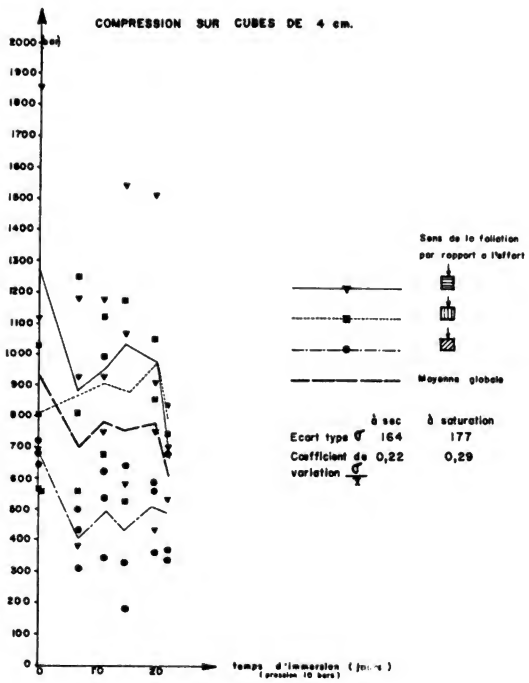 COMPRESSION SUR CUBES DE 4 cm.
2000 (bar)
1900
1800
1700
1600
1500
1400
1300
1200
1100
1000
900
800
700
600
500
400
300
200
100
0
0 10 20
temps d'immersion (jours)
(pression 10 bars)
Sens de la foliation
par rapport a l'effort
Moyenne globale
à sec à saturation
Ecart type σ 164 177
Coefficient de 0,22 0,29
variation σ